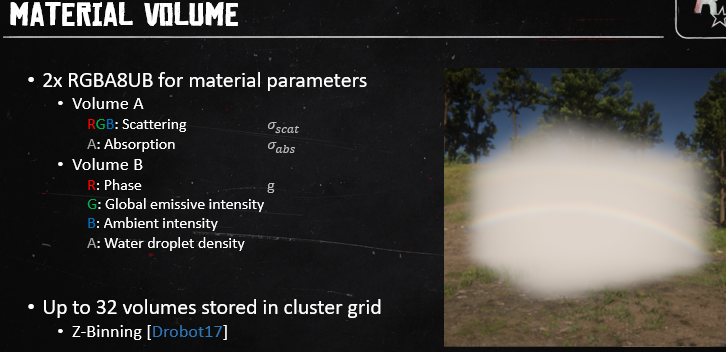 MATERIAL VOLUME
• 2x RGBA8UB for material parameters
• Volume A
RGB: Scattering σscat
A: Absorption σabs
• Volume B
R: Phase g
G: Global emissive intensity
B: Ambient intensity
A: Water droplet density
• Up to 32 volumes stored in cluster grid
• Z-Binning [Drobot17]